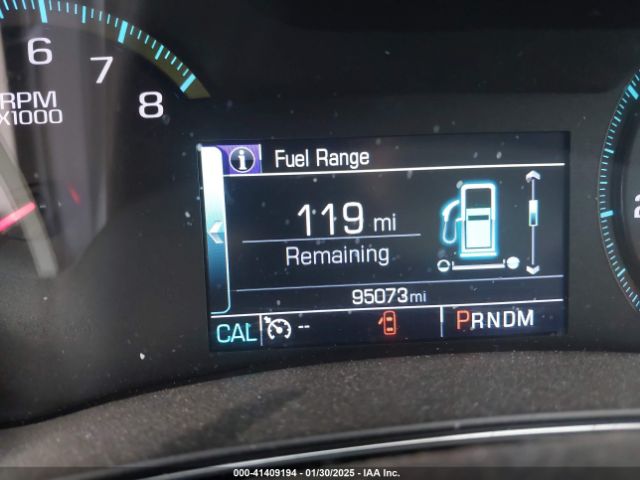 6
7
8
RPM
X1000
i Fuel Range
119 mi
Remaining
95073mi
CAL -- PRNDM
2
000-41409194 - 01/30/2025 - IAA Inc.